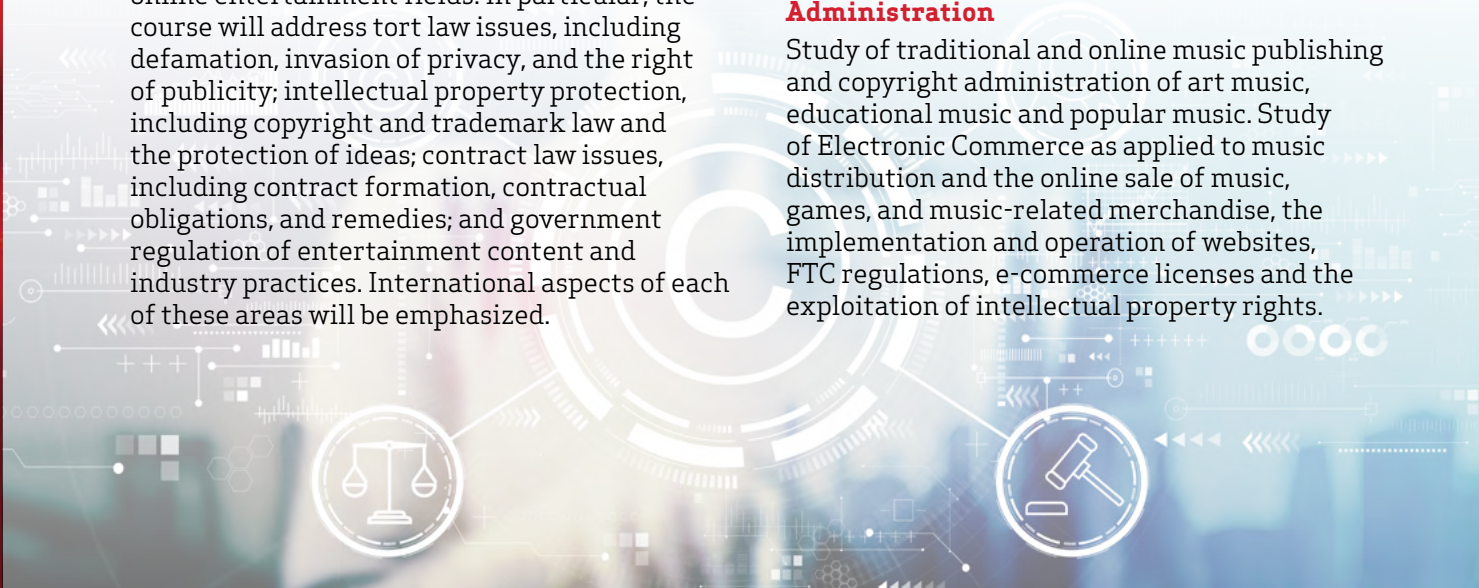 online entertainment fields. In particular, the
course will address tort law issues, including
defamation, invasion of privacy, and the right
of publicity; intellectual property protection,
including copyright and trademark law and
the protection of ideas; contract law issues,
including contract formation, contractual
obligations, and remedies; and government
regulation of entertainment content and
industry practices. International aspects of each
of these areas will be emphasized.
Administration
Study of traditional and online music publishing
and copyright administration of art music,
educational music and popular music. Study
of Electronic Commerce as applied to music
distribution and the online sale of music,
games, and music-related merchandise, the
implementation and operation of websites,
FTC regulations, e-commerce licenses and the
exploitation of intellectual property rights.
C